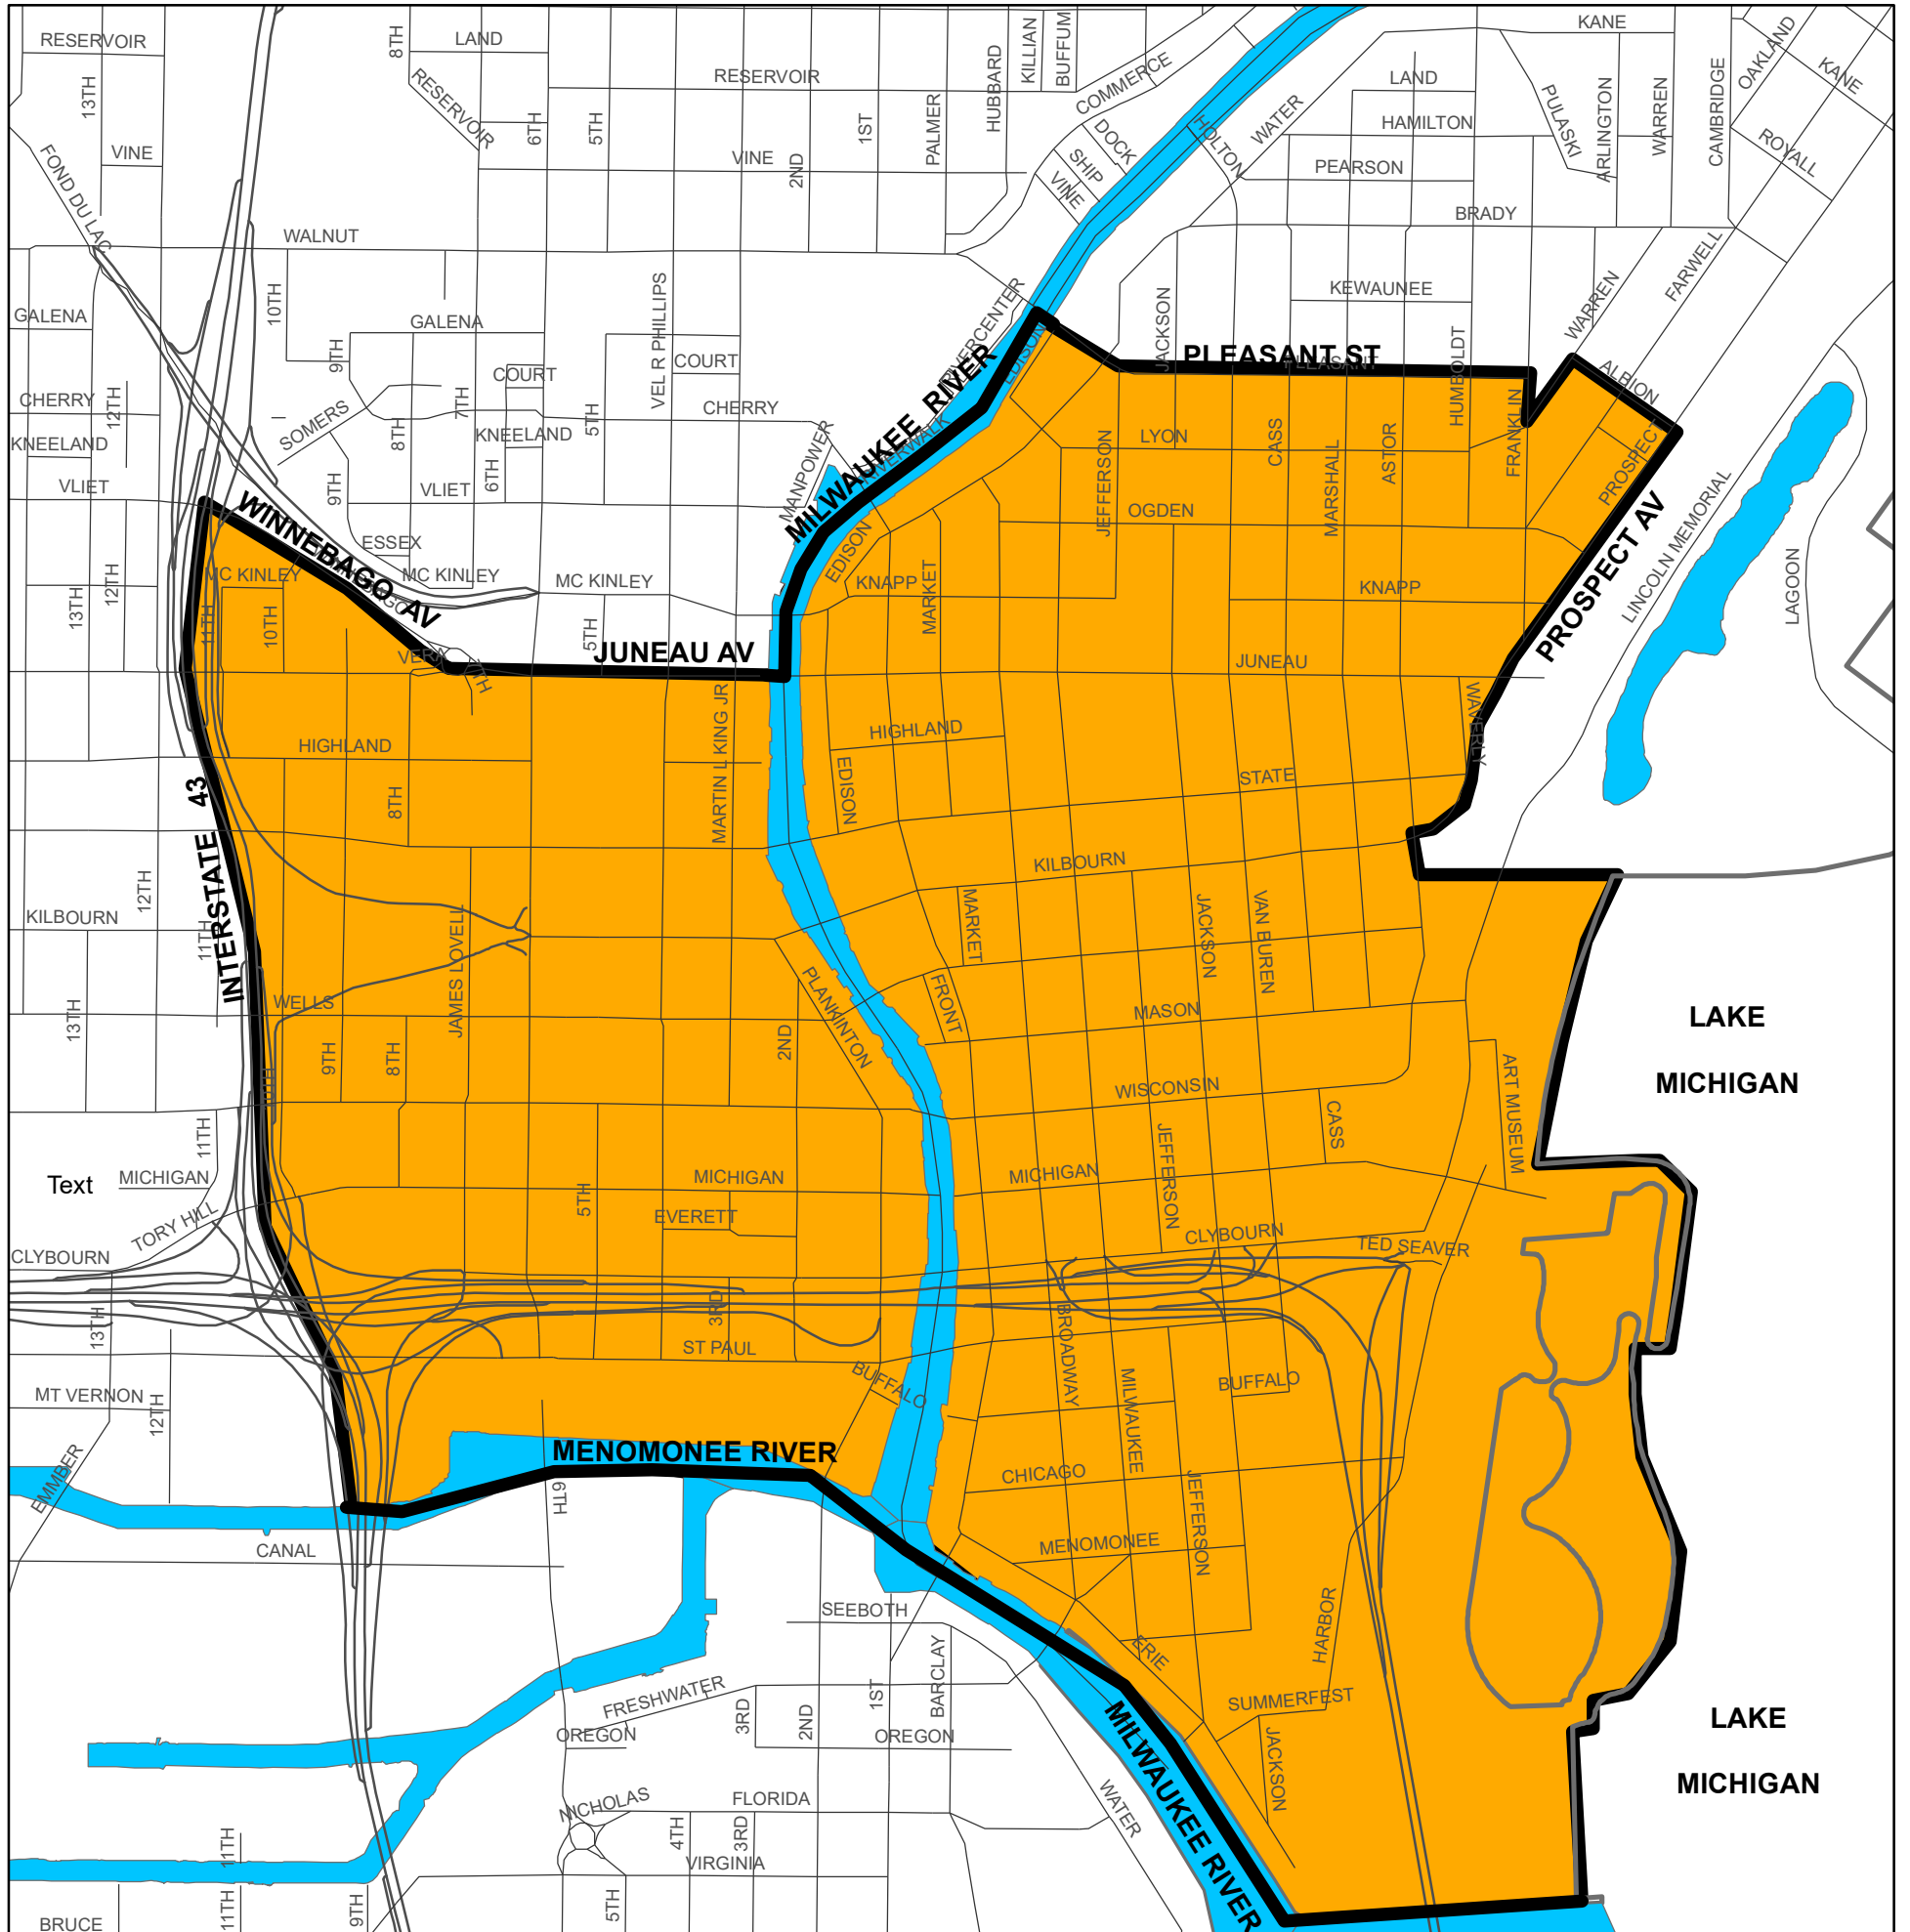 RESERVOIR
8TH
LAND
KILLIAN
BUFFUM
KANE
OAKLAND
13TH
RESERVOIR
RESERVOIR
HUBBARD
COMMERCE
LAND
PULASKI
ARLINGTON
WARREN
CAMBRIDGE
KANE
6TH
5TH
1ST
PALMER
DOCK
HOLTON
WATER
HAMILTON
ROYALL
VINE
FOND DU LAC
VINE
2ND
SHIP
VINE
PEARSON
BRADY
WALNUT
FARWELL
10TH
VEL R PHILLIPS
RIVERCENTER
JACKSON
KEWAUNEE
WARREN
GALENA
GALENA
9TH
COURT
COURT
EDISON
PLEASANT ST
PLEASANT
HUMBOLDT
ALBION
CHERRY
12TH
SOMERS
8TH
7TH
5TH
CHERRY
MILWAUKEE RIVER
RIVERWALK
KNEELAND
KNEELAND
MANPOWER
JEFFERSON
LYON
CASS
MARSHALL
ASTOR
FRANKLIN
PROSPECT
VLIET
9TH
VLIET
6TH
OGDEN
LINCOLN MEMORIAL
WINNEBAGO AV
ESSEX
EDISON
PROSPECT AV
LAGOON
13TH
12TH
MC KINLEY
MC KINLEY
MC KINLEY
KNAPP
MARKET
KNAPP
11TH
10TH
5TH
VERA
7TH
JUNEAU AV
JUNEAU
WAVERLY
MARTIN L KING JR
HIGHLAND
HIGHLAND
EDISON
STATE
8TH
INTERSTATE 43
KILBOURN
12TH
KILBOURN
11TH
JAMES LOVELL
MARKET
JACKSON
VAN BUREN
13TH
WELLS
PLANKINTON
FRONT
MASON
LAKE
MICHIGAN
9TH
8TH
2ND
10TH
WISCONSIN
CASS
ART MUSEUM
11TH
Text
MICHIGAN
MICHIGAN
MICHIGAN
JEFFERSON
TORY HILL
5TH
EVERETT
CLYBOURN
CLYBOURN
TED SEAVER
13TH
3RD
BROADWAY
ST PAUL
MT VERNON
12TH
BUFFALO
MILWAUKEE
BUFFALO
EMMBER
MENOMONEE RIVER
6TH
CHICAGO
JEFFERSON
CANAL
MENOMONEE
SEEBOTH
HARBOR
BARCLAY
ERIE
FRESHWATER
3RD
2ND
1ST
SUMMERFEST
LAKE
MICHIGAN
OREGON
OREGON
MILWAUKEE RIVER
JACKSON
NICHOLAS
FLORIDA
WATER
11TH
4TH
3RD
VIRGINIA
BRUCE
11TH
9TH
5TH